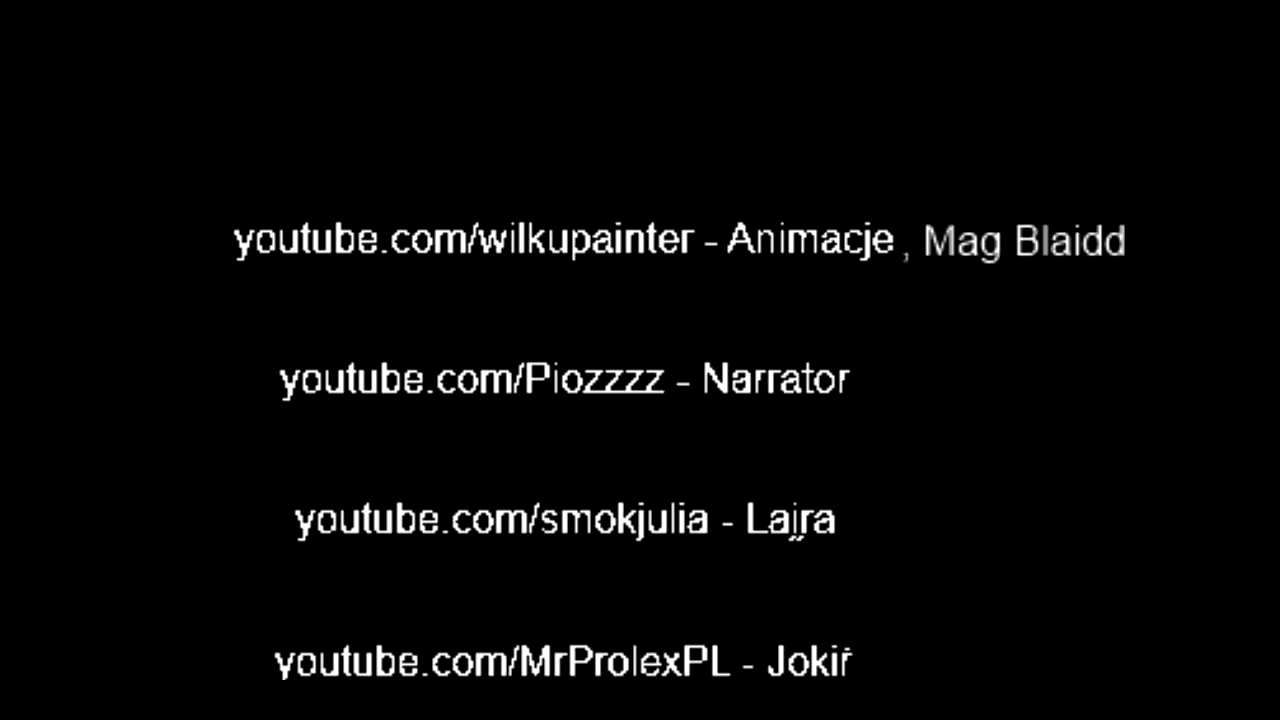 youtube.com/wilkupainter - Animacje , Mag Blaidd
youtube.com/Piozzzz - Narrator
youtube.com/smokjulia - Lajra
youtube.com/MrProlexPL - Jokir